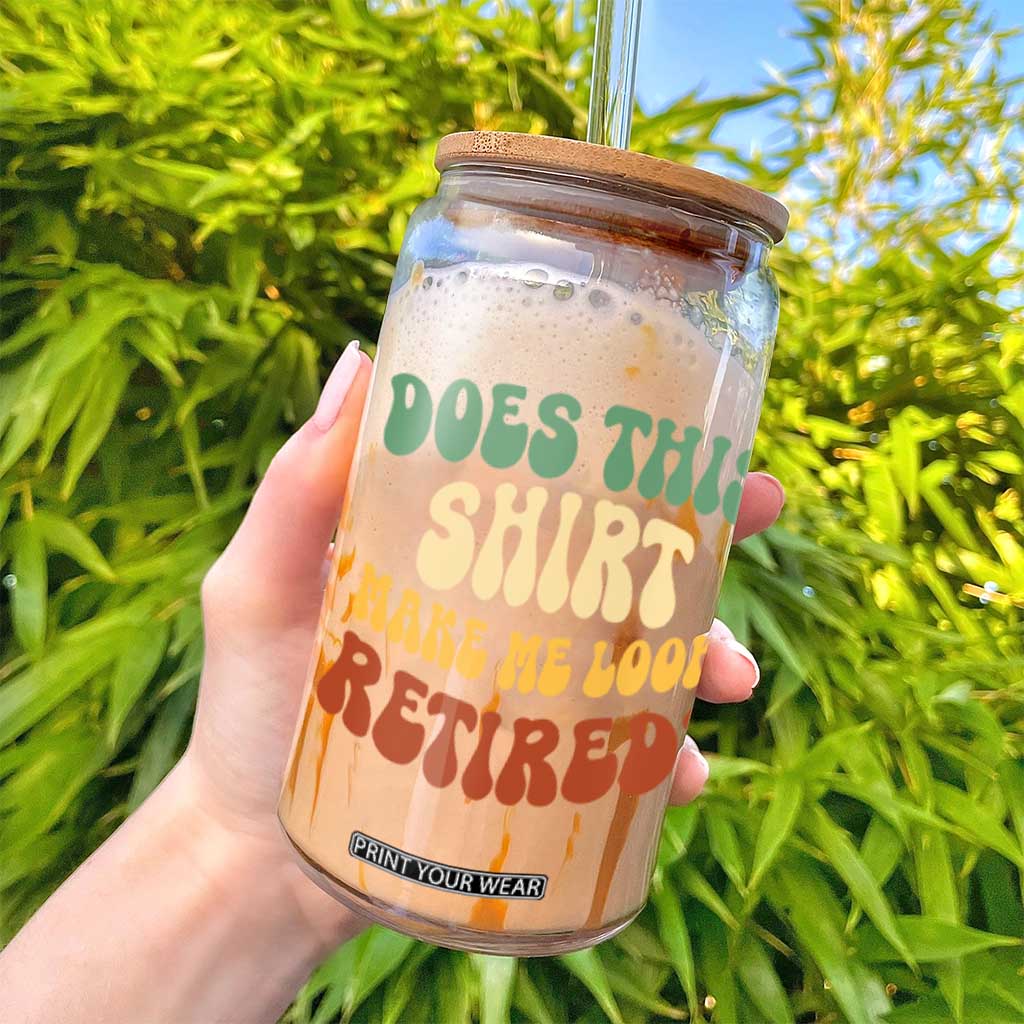 DOES THIS
SHIRT
MAKE ME LOOK
RETIRED
PRINT YOUR WEAR